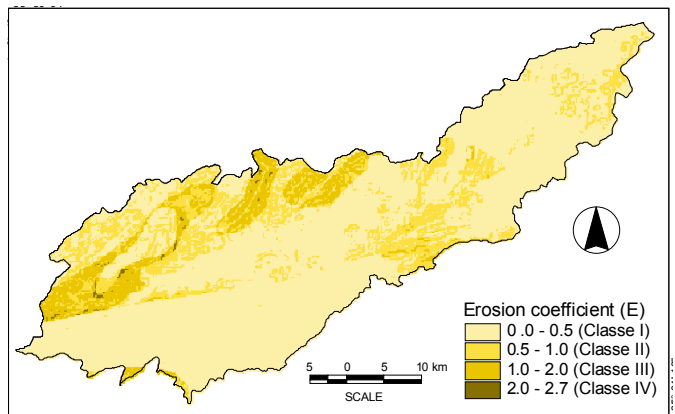 Erosion coefficient (E)
0.0 - 0.5 (Classe I)
0.5 - 1.0 (Classe II)
1.0 - 2.0 (Classe III)
2.0 - 2.7 (Classe IV)
5 0 5 10 km
SCALE